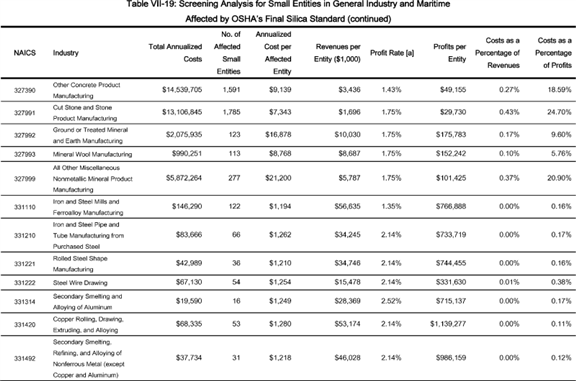 Table VII-19: Screening Analysis for Small Entities in General Industry and Maritime
Affected by OSHA's Final Silica Standard (continued)
NAICS Industry Total Annualized Costs No. of Affected Small Entities Annualized Cost per Affected Entity Revenues per Entity ($1,000) Profit Rate [a] Profits per Entity Costs as a Percentage of Revenues Costs as a Percentage of Profits
327390 Other Concrete Product Manufacturing $14,539,705 1,591 $9,139 $3,436 1.43% $49,155 0.27% 18.59%
327991 Cut Stone and Stone Product Manufacturing $13,106,845 1,785 $7,343 $1,696 1.75% $29,730 0.43% 24.70%
327992 Ground or Treated Mineral and Earth Manufacturing $2,075,935 123 $16,878 $10,030 1.75% $175,783 0.17% 9.60%
327993 Mineral Wool Manufacturing $990,251 113 $8,768 $8,687 1.75% $152,242 0.10% 5.76%
327999 All Other Miscellaneous Nonmetallic Mineral Product Manufacturing $5,872,264 277 $21,200 $5,787 1.75% $101,425 0.37% 20.90%
331110 Iron and Steel Mills and Ferroalloy Manufacturing $146,290 122 $1,194 $56,635 1.35% $766,888 0.00% 0.16%
331210 Iron and Steel Pipe and Tube Manufacturing from Purchased Steel $83,666 66 $1,262 $34,245 2.14% $733,719 0.00% 0.17%
331221 Rolled Steel Shape Manufacturing $42,989 36 $1,210 $34,746 2.14% $744,455 0.00% 0.16%
331222 Steel Wire Drawing $67,130 54 $1,254 $15,478 2.14% $331,630 0.01% 0.38%
331314 Secondary Smelting and Alloying of Aluminum $19,590 16 $1,249 $28,369 2.52% $715,137 0.00% 0.17%
331420 Copper Rolling, Drawing, Extruding, and Alloying $68,335 53 $1,280 $53,174 2.14% $1,139,277 0.00% 0.11%
331492 Secondary Smelting, Refining, and Alloying of Nonferrous Metal (except Copper and Aluminum) $37,734 31 $1,218 $46,028 2.14% $986,159 0.00% 0.12%